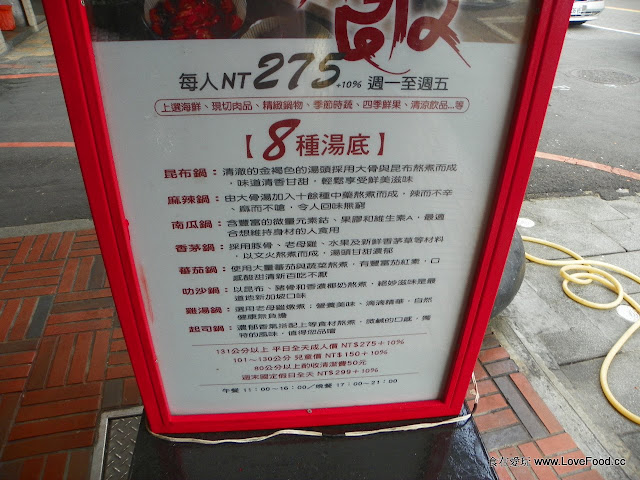 飯
每人NT 275 +10% 週一至週五
上選海鮮、現切肉品、精緻鍋物、季節時蔬、四季鮮果、清涼飲品...等
【8種湯底】
昆布鍋：清澈的金褐色的湯頭採用大骨與昆布熬煮而成
，味道清香甘甜，輕鬆享受鮮美滋味
麻辣鍋：由大骨湯加入十餘種中藥熬煮而成，辣而不辛
、麻而不嗆，令人回味無窮
南瓜鍋：含豐富的微量元素鈷、果膠和維生素A，最適
合想維持身材的人食用
香茅鍋：採用豚骨、老母雞、水果及新鮮香茅草等材料
，以文火熬煮而成，湯頭甘甜濃郁
蕃茄鍋：使用大量蕃茄與蔬菜熬煮，有豐富茄紅素，口
感酸甜清新百吃不厭
叻沙鍋：以昆布、豬骨和香濃椰奶熬煮，絕妙滋味是最
道地新加坡口味
雞湯鍋：選用老母雞燉煮；營養美味、滴滴精華，自然
健康無負擔
起司鍋：濃郁香氣搭配上等食材熬煮，微鹹的口感，獨
特的風味，值得您品嚐
131公分以上 平日全天成人價 NT$275+10%
101～130公分 兒童價 NT$150+10%
80公分以上酌收清潔費50元
週末國定假日全天 NT$299+10%
午餐 11：00～16：00／晚餐 17：00～21：00
食在愛玩 www.LoveFood.cc